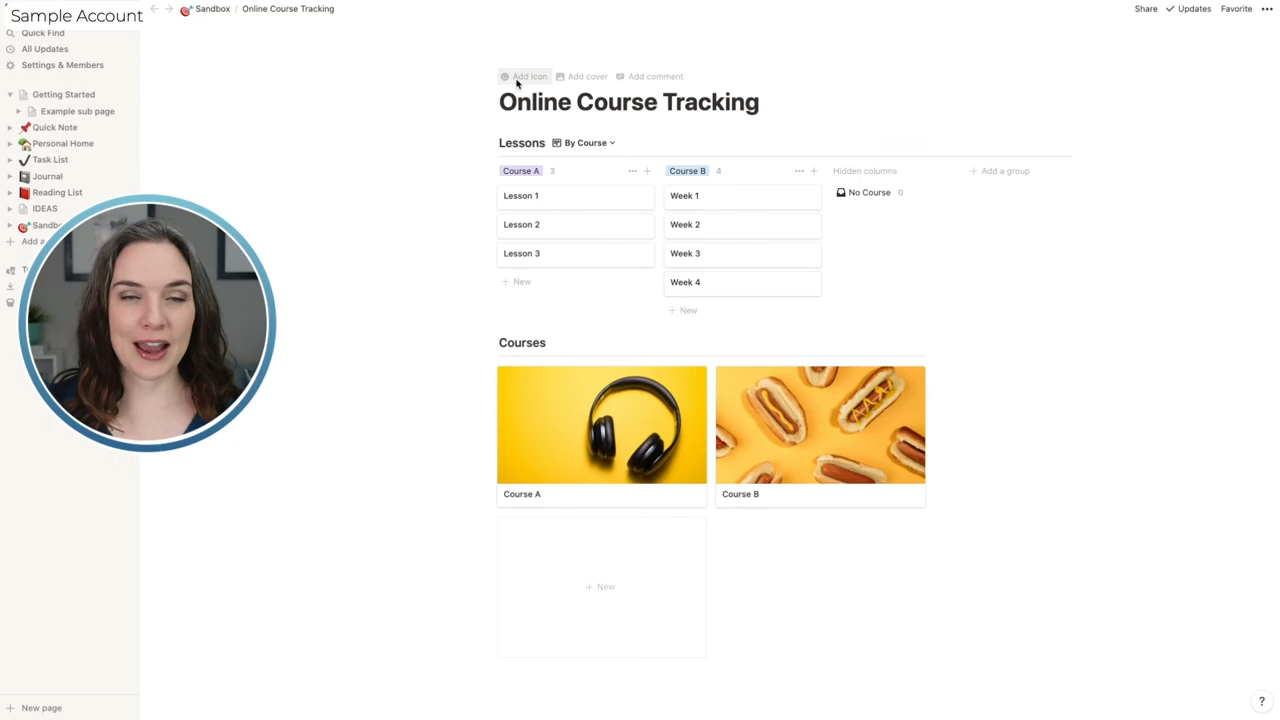 Sample Account
Sandbox / Online Course Tracking
Share Updates Favorite
Quick Find
All Updates
Settings & Members
Getting Started
Example sub page
Quick Note
Personal Home
Task List
Journal
Reading List
IDEAS
Add icon Add cover Add comment
Online Course Tracking
Lessons By Course
Course A 3
Course B 4
Hidden columns
+ Add a group
Lesson 1
Lesson 2
Lesson 3
+ New
Week 1
Week 2
Week 3
Week 4
+ New
No Course 0
Courses
Course A
Course B
+ New
+ New page
?